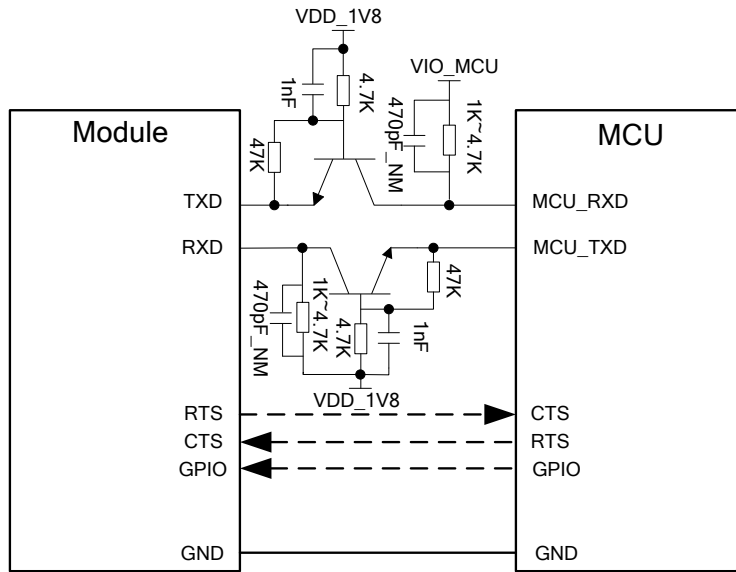 VDD_1V8
1nF
4.7K
VIO_MCU
470pF_NM
1K~4.7K
Module
MCU
47K
TXD
MCU_RXD
RXD
MCU_TXD
47K
470pF_NM
1K~4.7K
4.7K
1nF
VDD_1V8
RTS
CTS
CTS
RTS
GPIO
GPIO
GND
GND